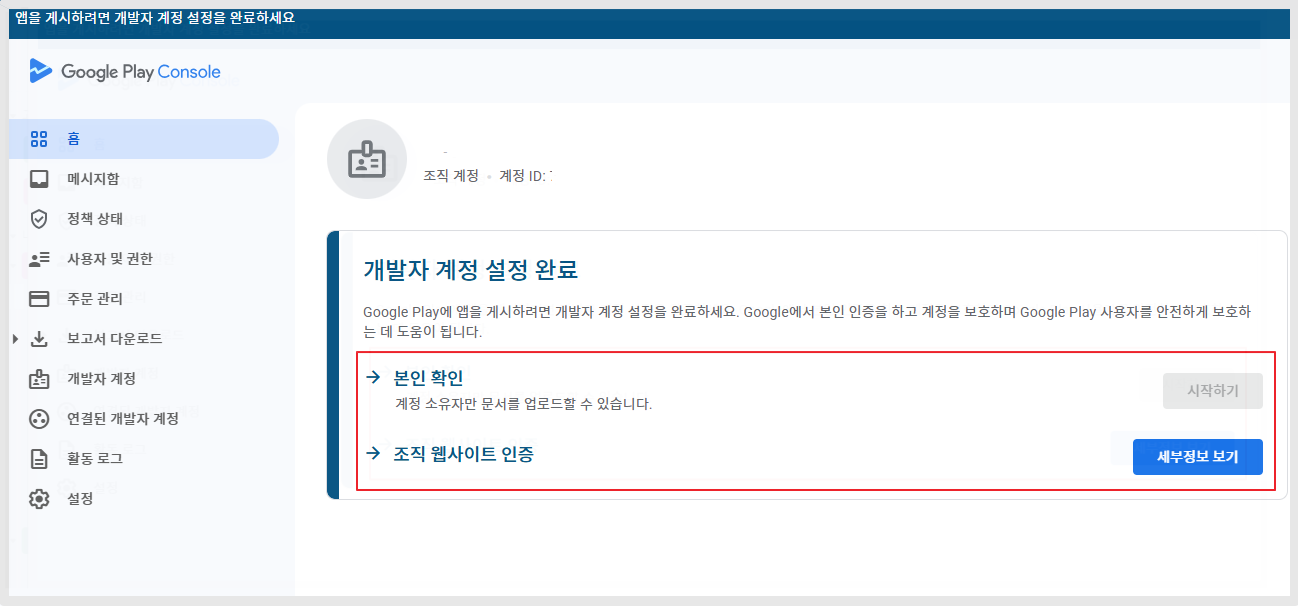 앱을 게시하려면 개발자 계정 설정을 완료하세요
Google Play Console
홈
메시지함
정책 상태
사용자 및 권한
주문 관리
보고서 다운로드
개발자 계정
연결된 개발자 계정
활동 로그
설정
조직 계정 • 계정 ID:
개발자 계정 설정 완료
Google Play에 앱을 게시하려면 개발자 계정 설정을 완료하세요. Google에서 본인 인증을 하고 계정을 보호하며 Google Play 사용자를 안전하게 보호하
는 데 도움이 됩니다.
본인 확인
계정 소유자만 문서를 업로드할 수 있습니다.
시작하기
조직 웹사이트 인증
세부정보 보기